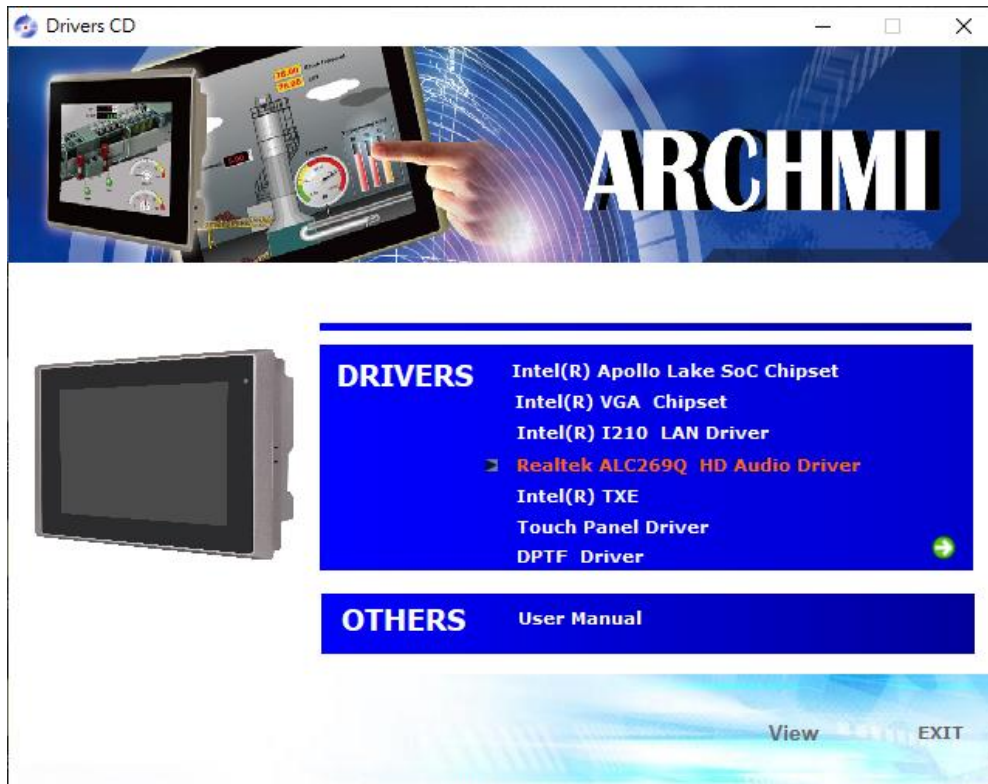 Drivers CD
ARCHMI
DRIVERS
Intel(R) Apollo Lake SoC Chipset
Intel(R) VGA Chipset
Intel(R) I210 LAN Driver
Realtek ALC269Q HD Audio Driver
Intel(R) TXE
Touch Panel Driver
DPTF Driver
OTHERS
User Manual
View
EXIT